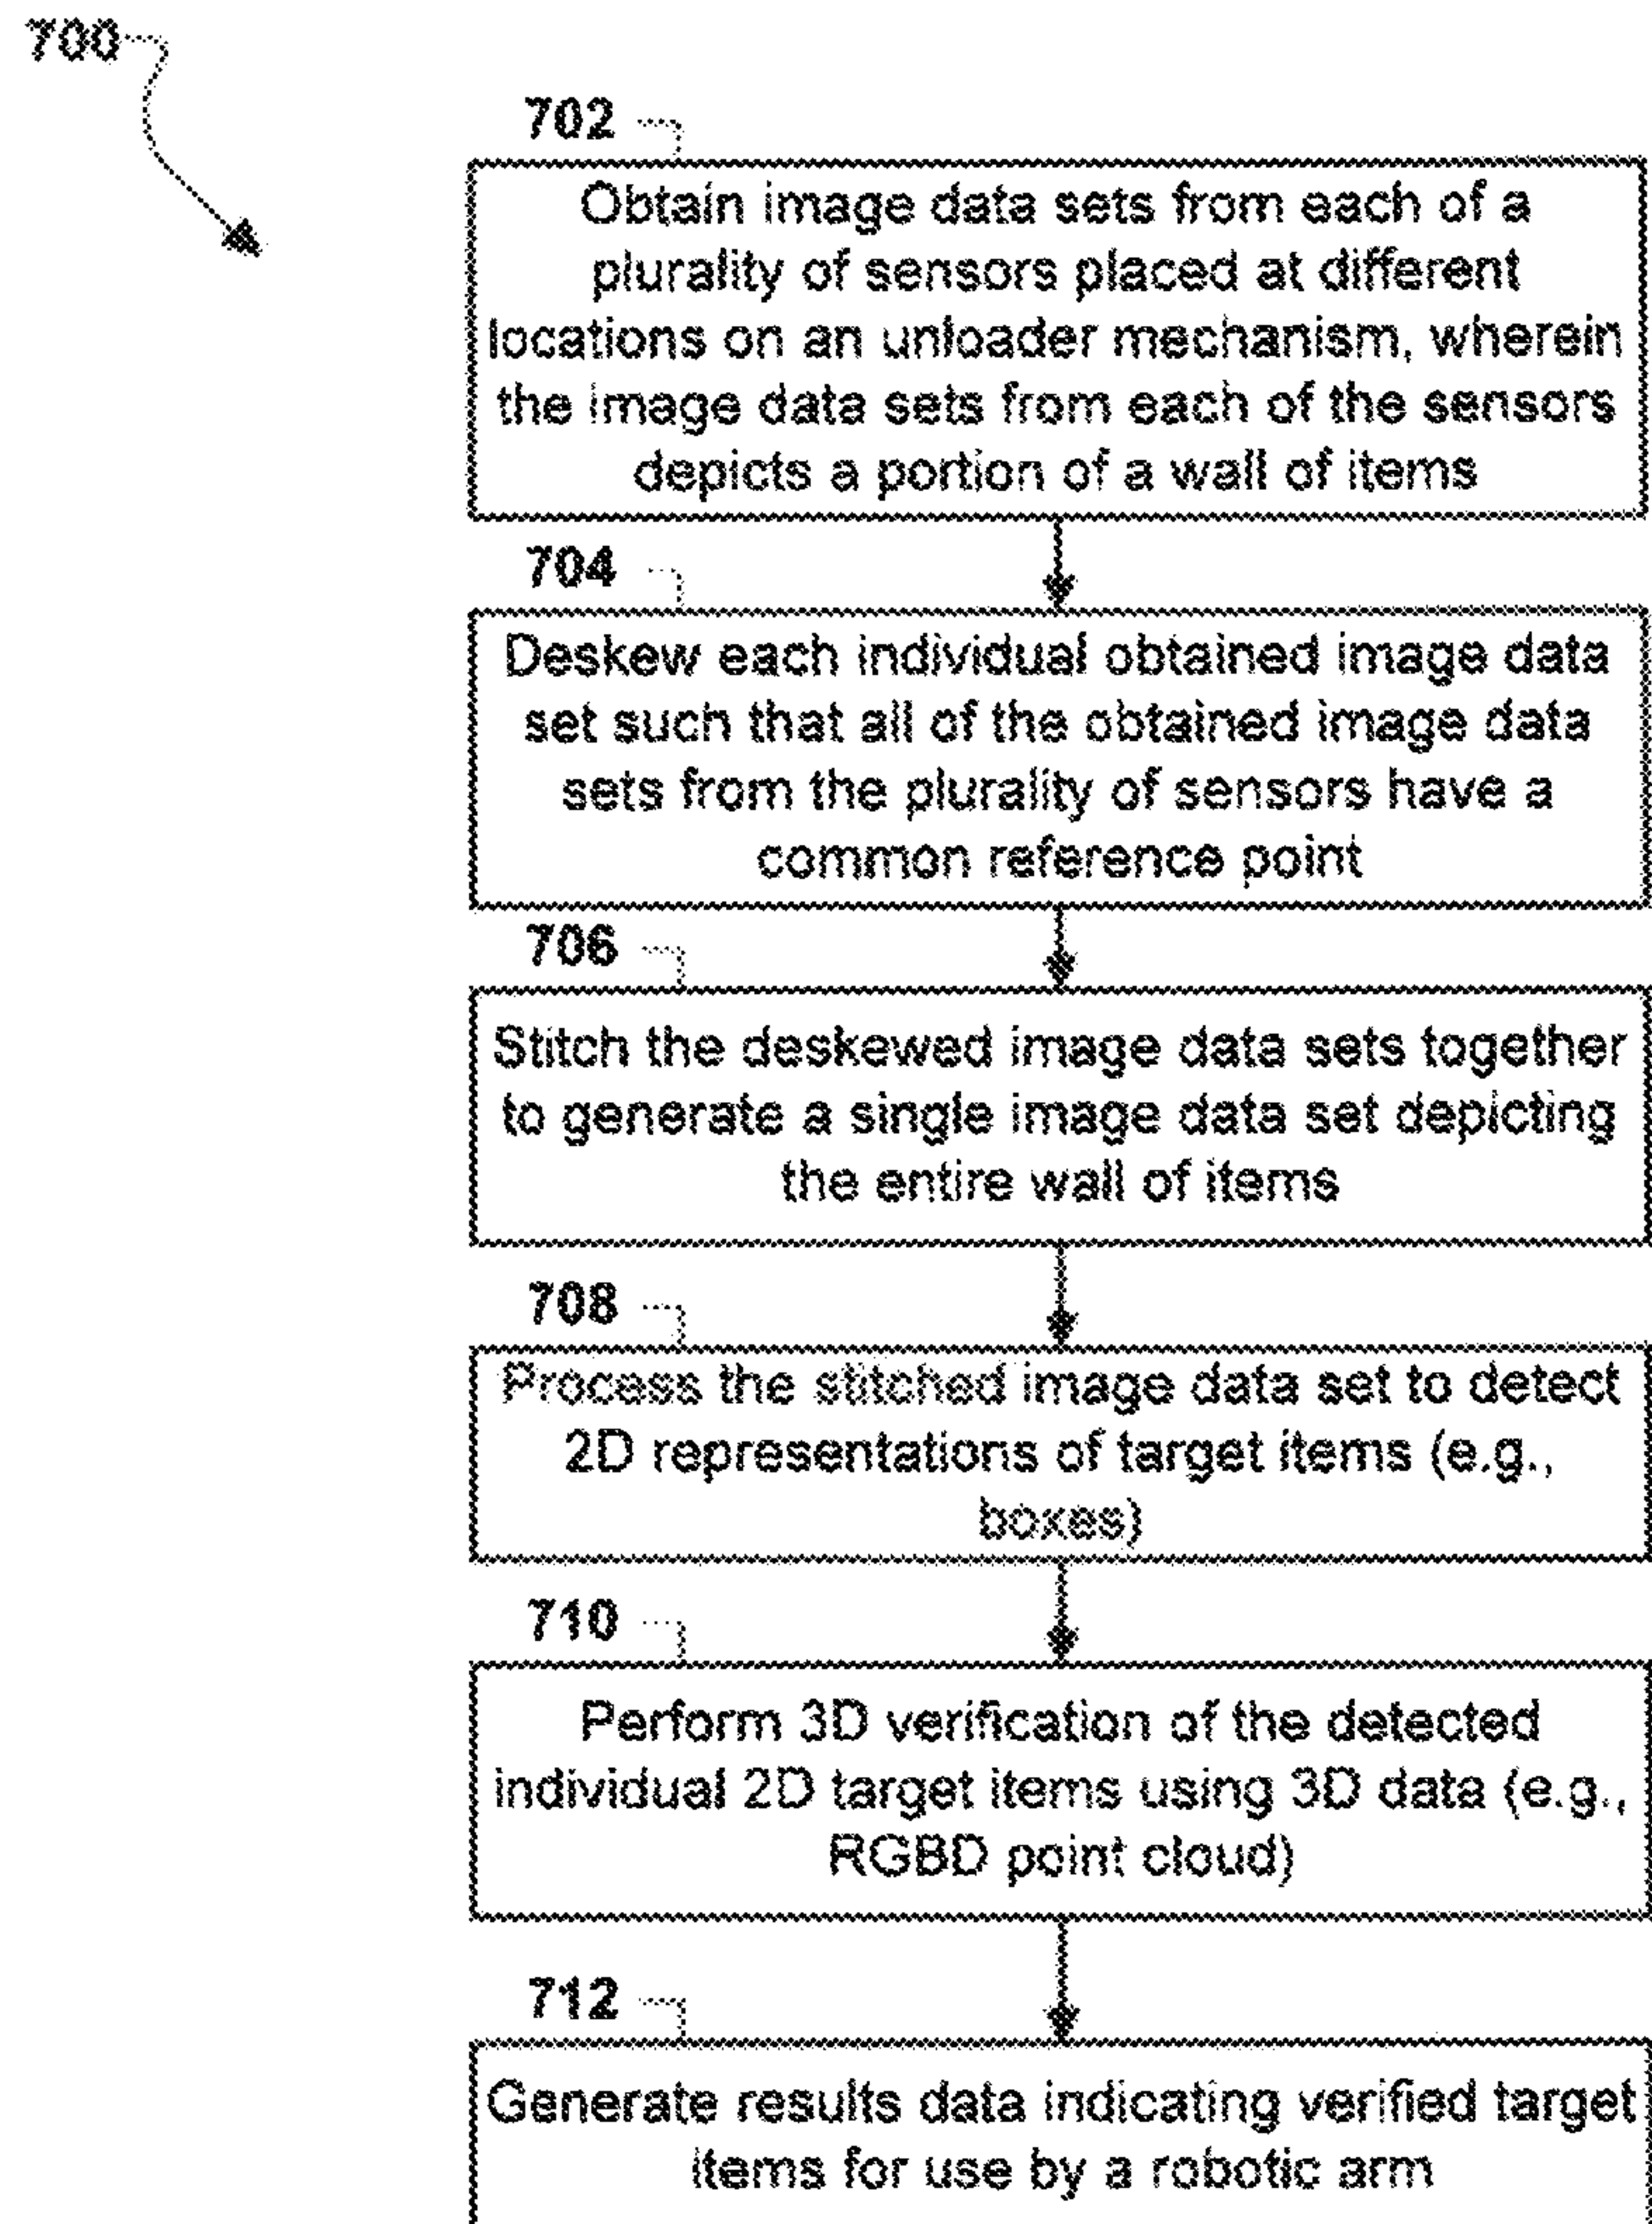 700
702
Obtain image data sets from each of a
plurality of sensors placed at different
locations on an unloader mechanism, wherein
the image data sets from each of the sensors
depicts a portion of a wall of items
704
Deskew each individual obtained image data
set such that all of the obtained image data
sets from the plurality of sensors have a
common reference point
706
Stitch the deskewed image data sets together
to generate a single image data set depicting
the entire wall of items
708
Process the stitched image data set to detect
2D representations of target items (e.g.,
boxes)
710
Perform 3D verification of the detected
individual 2D target items using 3D data (e.g.,
RGBD point cloud)
712
Generate results data indicating verified target
items for use by a robotic arm